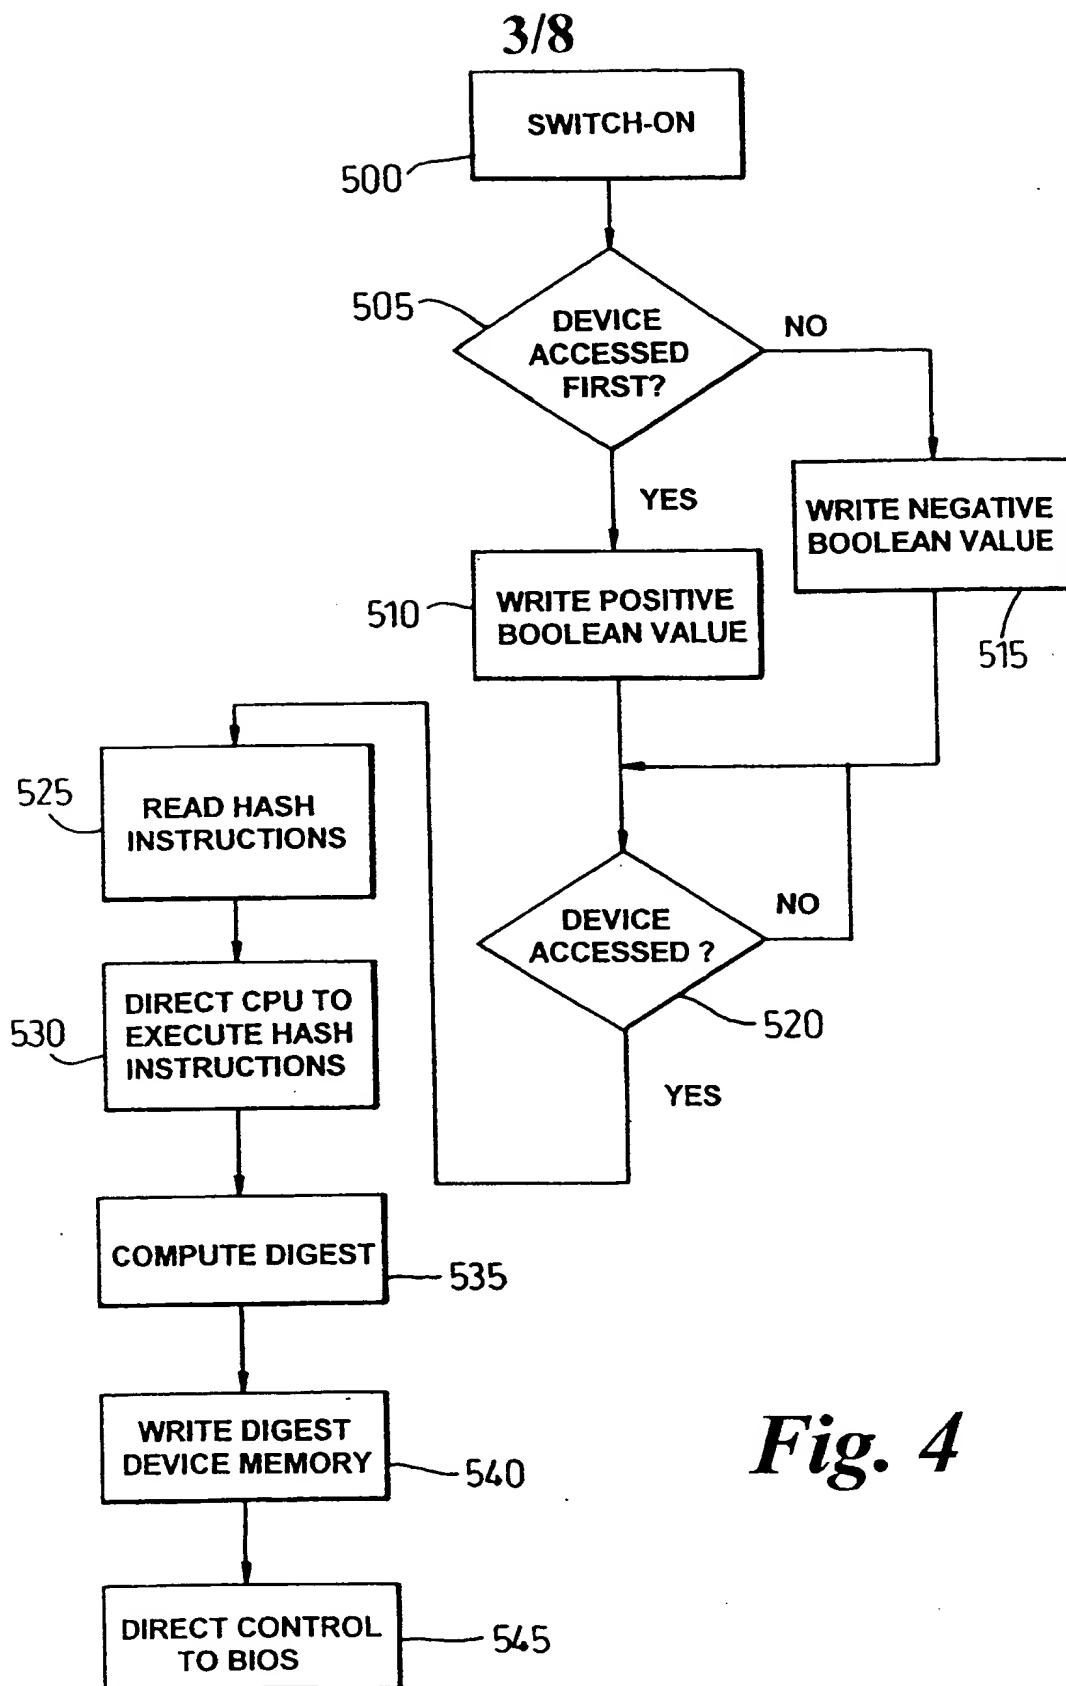 3/8
SWITCH-ON
500
505
DEVICE
ACCESSED
FIRST?
NO
YES
WRITE NEGATIVE
BOOLEAN VALUE
515
510
WRITE POSITIVE
BOOLEAN VALUE
525
READ HASH
INSTRUCTIONS
DEVICE
ACCESSED ?
NO
520
YES
530
DIRECT CPU TO
EXECUTE HASH
INSTRUCTIONS
COMPUTE DIGEST
535
WRITE DIGEST
DEVICE MEMORY
540
Fig. 4
DIRECT CONTROL
TO BIOS
545